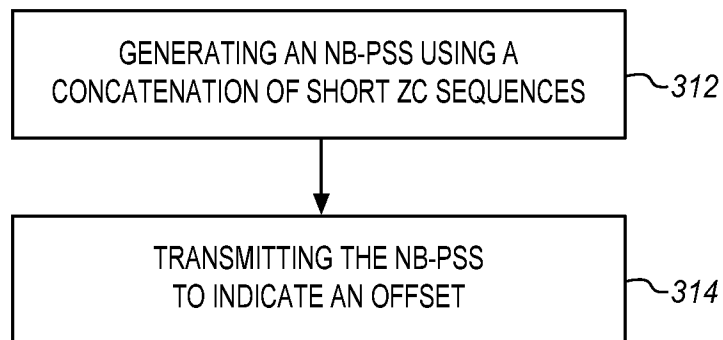 GENERATING AN NB-PSS USING A
CONCATENATION OF SHORT ZC SEQUENCES
312
TRANSMITTING THE NB-PSS
TO INDICATE AN OFFSET
314